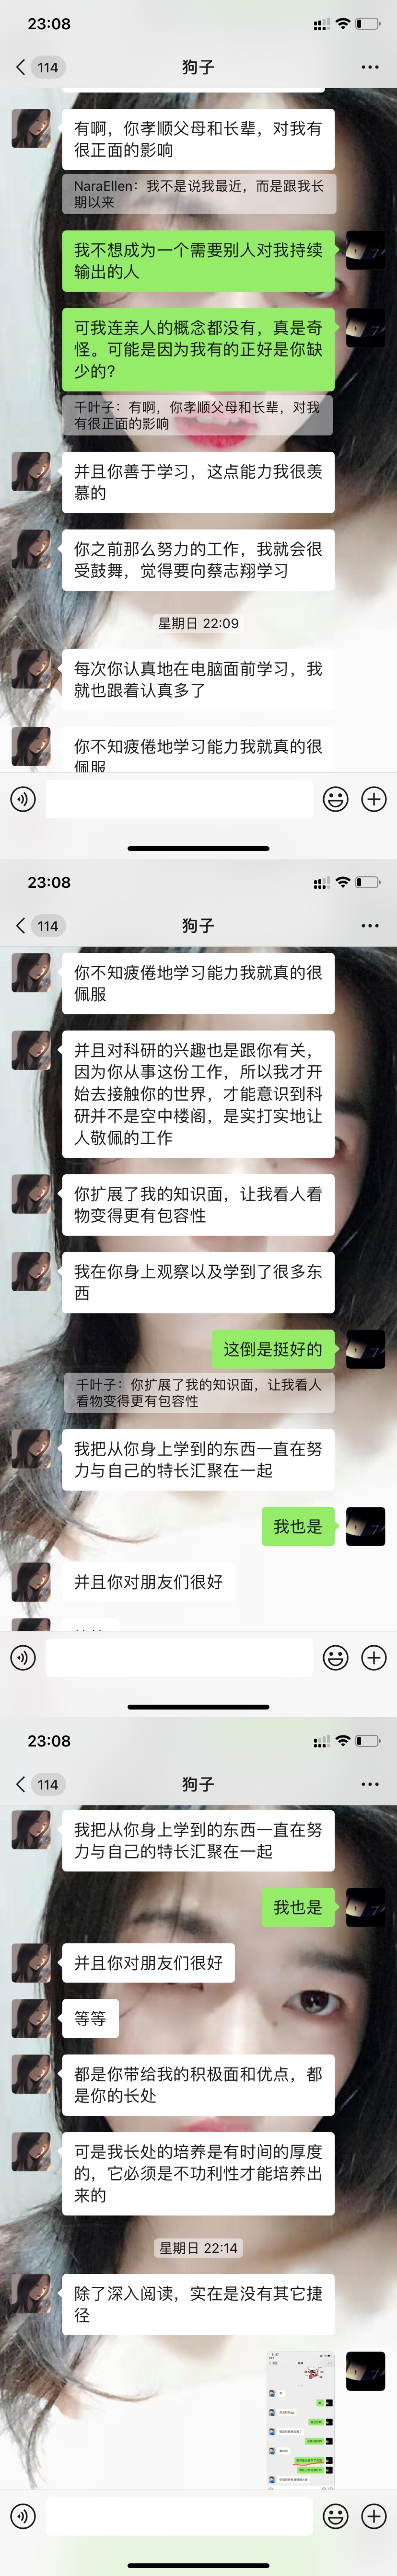 23:08
114
狗子
有啊，你孝顺父母和长辈，对我有
很正面的影响
NaraEllen：我不是说我最近，而是跟我长
期以来
我不想成为一个需要别人对我持续
输出的人
可我连亲人的概念都没有，真是奇
怪。可能是因为我有的正好是你缺
少的？
千叶子：有啊，你孝顺父母和长辈，对我
有很正面的影响
并且你善于学习，这点能力我很羡
慕的
你之前那么努力的工作，我就会很
受鼓舞，觉得要向蔡志翔学习
星期日 22:09
每次你认真地在电脑面前学习，我
就也跟着认真多了
你不知疲倦地学习能力我就真的很
佩服
23:08
114
狗子
你不知疲倦地学习能力我就真的很
佩服
并且对科研的兴趣也是跟你有关，
因为你从事这份工作，所以我才开
始去接触你的世界，才能意识到科
研并不是空中楼阁，是实打实地让
人敬佩的工作
你扩展了我的知识面，让我看人看
物变得更有包容性
我在你身上观察以及学到了很多东
西
这倒是挺好的
千叶子：你扩展了我的知识面，让我看人
看物变得更有包容性
我把从你身上学到的东西一直在努
力与自己的特长汇聚在一起
我也是
并且你对朋友们很好
23:08
114
狗子
我把从你身上学到的东西一直在努
力与自己的特长汇聚在一起
我也是
并且你对朋友们很好
等等
都是你带给我的积极面和优点，都
是你的长处
可是我长处的培养是有时间的厚度
的，它必须是不功利性才能培养出
来的
星期日 22:14
除了深入阅读，实在是没有其它捷
径